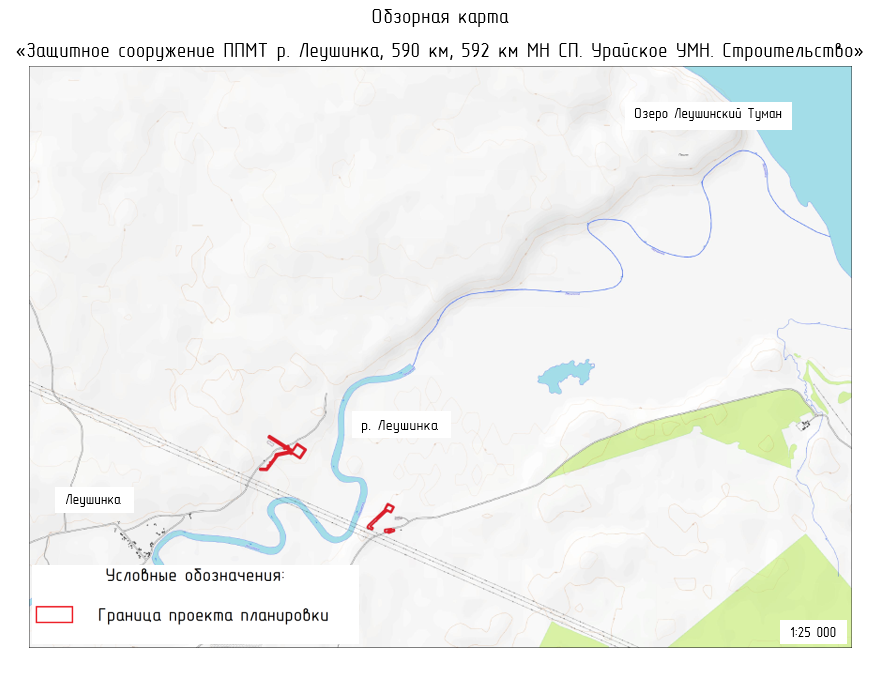 Обзорная карта
«Защитное сооружение ППМТ р. Леушинка, 590 км, 592 км МН СП. Урайское УМН. Строительство»
Озеро Леушинский Туман
р. Леушинка
Леушинка
Условные обозначения:
Граница проекта планировки
1:25 000